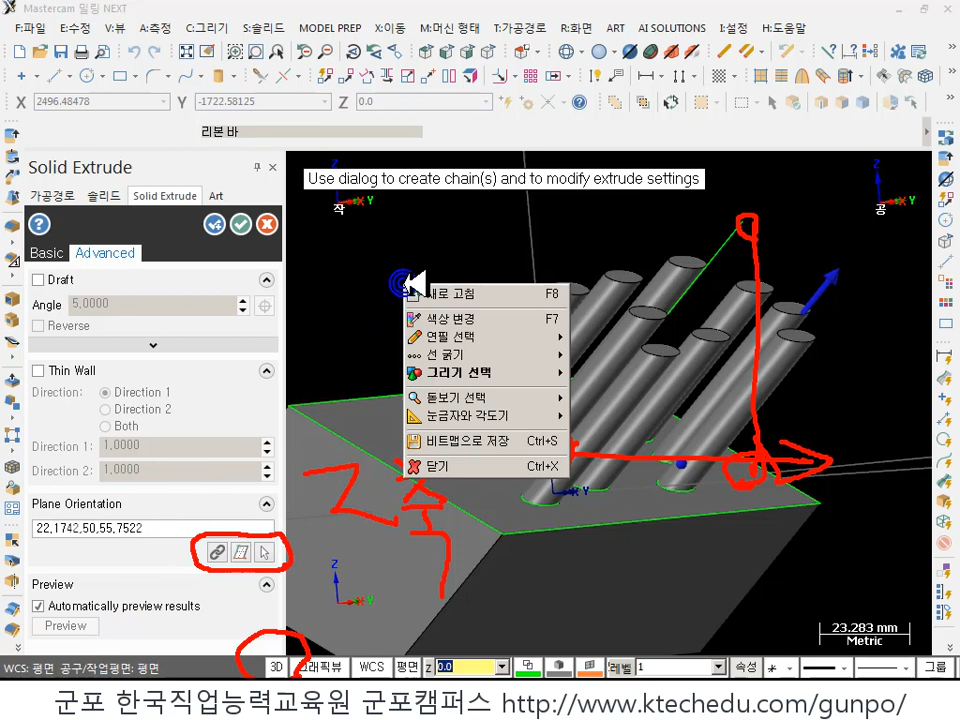 Mastercam 밀링 NEXT
F:파일 E:수정 V:뷰 A:측정 C:그리기 S:솔리드 MODEL PREP X:이동 M:머신 형태 T:가공경로 R:화면 ART AI SOLUTIONS I:설정 H:도움말
X 2496.48478 Y -1722.58125 Z 0.0
리본 바
Solid Extrude
가공경로 솔리드 Solid Extrude Art
Basic Advanced
Draft
Angle 5,0000
Reverse
Thin Wall
Direction: Direction 1
Direction 2
Both
Direction 1: 1,0000
Direction 2: 1,0000
Plane Orientation
22,1742,50,55,7522
Preview
Automatically preview results
Preview
Use dialog to create chain(s) and to modify extrude settings
Z
Y
작
Z
Y
공
새로 고침 F8
색상 변경 F7
연필 선택
선 굵기
그리기 선택
돋보기 선택
눈금자와 각도기
비트맵으로 저장 Ctrl+S
닫기 Ctrl+X
Y
Z축
Z
Y
23.283 mm
Metric
WCS: 평면 공구/작업평면: 평면 3D 그래픽뷰 WCS 평면 Z 0.0 레벨 1 속성 그룹
군포 한국직업능력교육원 군포캠퍼스 http://www.ktechedu.com/gunpo/